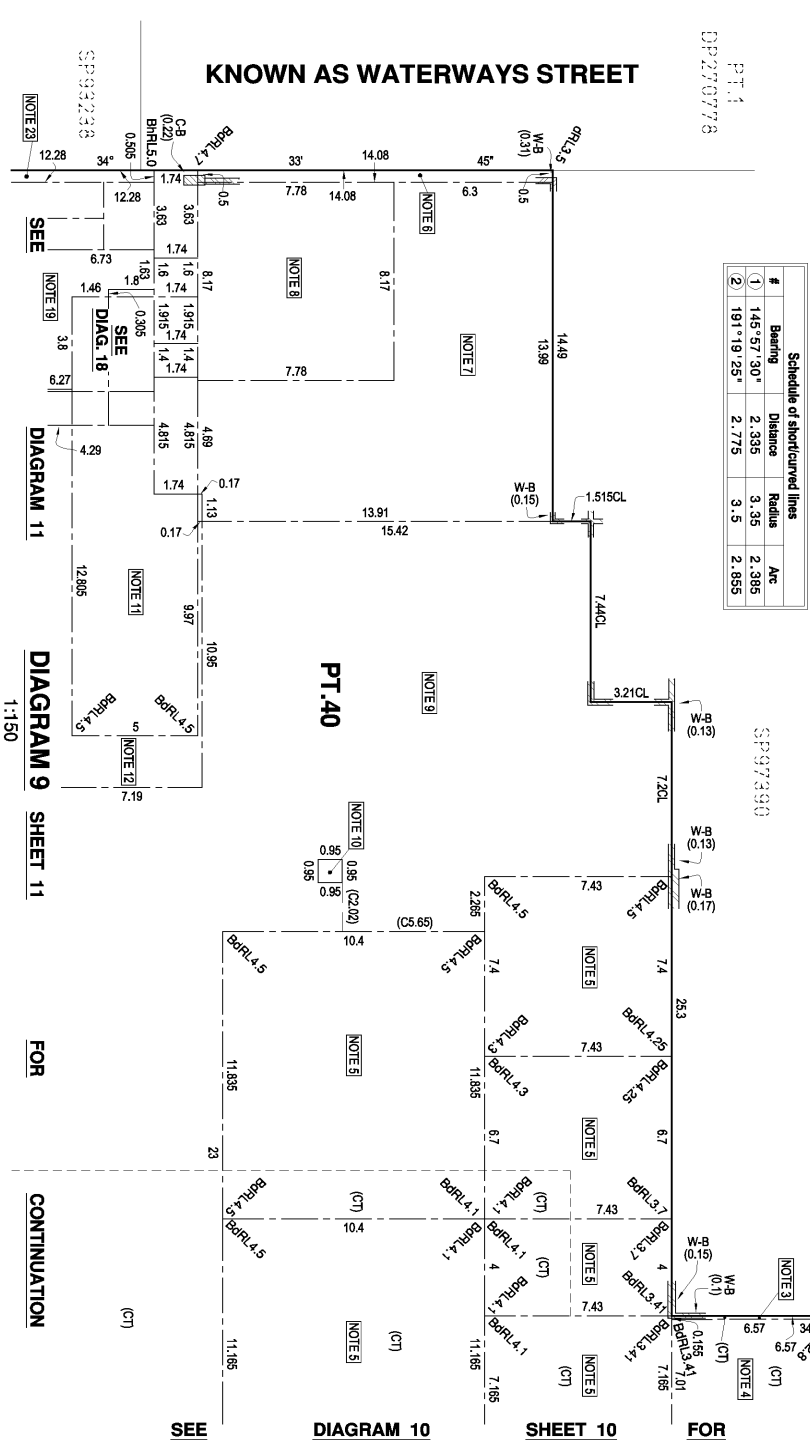 KNOWN AS WATERWAYS STREET
PT.1
DP270778
SP93238
SP97390
Schedule of short/curved lines
# Bearing Distance Radius Arc
1 145°57'30" 2.335 3.35 2.385
2 191°19'25" 2.775 3.5 2.855
NOTE 23
12.28
34°
12.28
0.505
BhRL5.0
C-B
(0.22)
BdRL4.7
1.74
0.5
33'
7.78
14.08
14.08
45"
6.3
NOTE 6
W-B
(0.31)
0.5
dRL3.5
3.63
3.63
1.74
6.73
1.63
1.6
1.6
1.74
8.17
NOTE 8
8.17
1.8
1.46
NOTE 19
0.305
1.915
1.915
1.74
1.4
1.4
1.74
SEE
DIAG. 18
SEE
3.8
6.27
7.78
NOTE 7
13.99
14.49
4.29
4.815
4.815
4.69
1.74
0.17
1.13
0.17
13.91
15.42
W-B
(0.15)
1.515CL
DIAGRAM 11
12.805
NOTE 11
9.97
10.95
7.44CL
PT.40
NOTE 9
3.21CL
W-B
(0.13)
BdRL4.5
BdRL4.5
5
NOTE 12
7.19
DIAGRAM 9
1:150
7.2CL
SHEET 11
NOTE 10
0.95
0.95
0.95
0.95
(C2.02)
W-B
(0.13)
W-B
(0.17)
7.43
2.265
BdRL4.5
BdRL4.5
(C5.65)
10.4
BdRL4.5
BdRL4.5
7.4
NOTE 5
7.4
25.3
BdRL4.3
BdRL4.25
7.43
BdRL4.3
BdRL4.25
FOR
11.835
NOTE 5
11.835
6.7
NOTE 5
6.7
23
BdRL4.5
(CT)
BdRL4.1
BdRL4.1
(CT)
7.43
BdRL3.7
BdRL4.5
10.4
BdRL4.1
BdRL4.1
BdRL3.7
4
(CT)
NOTE 5
4
W-B
(0.15)
W-B
(0.1)
NOTE 3
BdRL4.1
7.43
BdRL3.41
6.57
34
CONTINUATION
(CT)
11.165
NOTE 5
(CT)
11.165
BdRL4.1
7.165
(CT)
NOTE 5
BdRL3.41
7.165
7.01
BdRL3.41
0.155
(CT)
6.57
NOTE 4
(CT)
SEE
DIAGRAM 10
SHEET 10
FOR